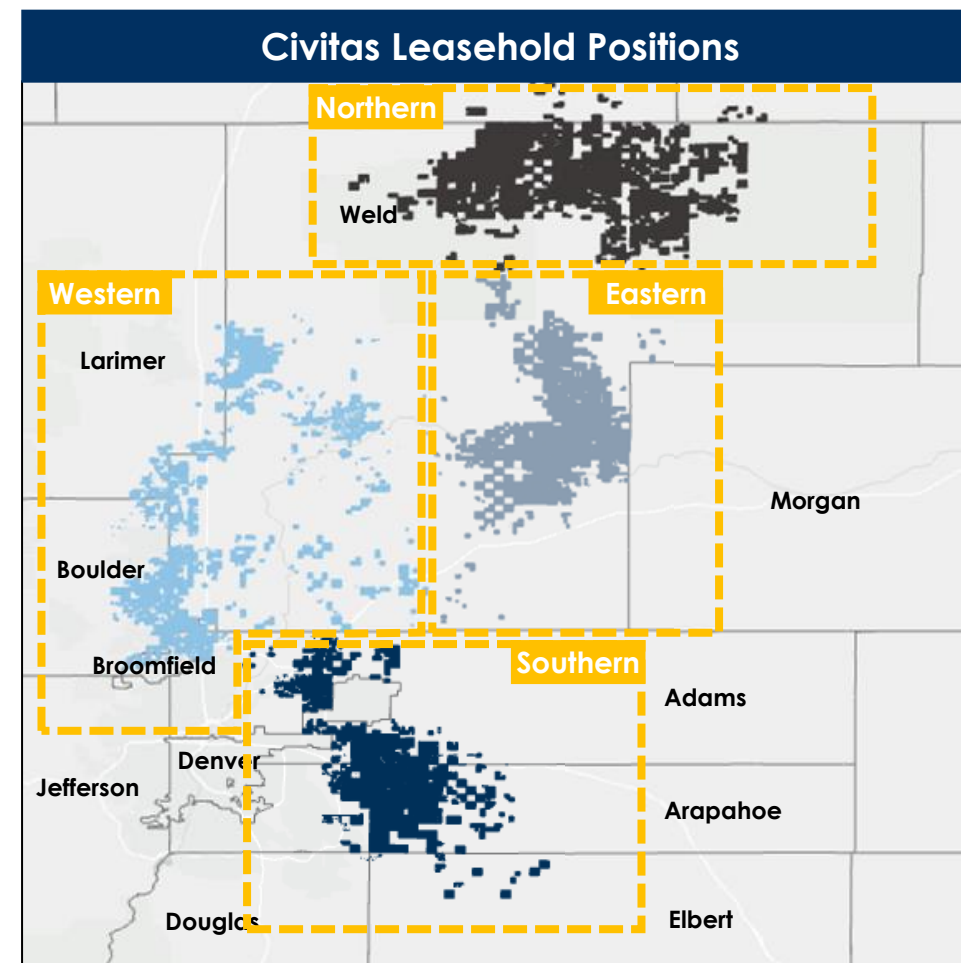 Civitas Leasehold Positions
Northern
Weld
Western
Eastern
Larimer
Morgan
Boulder
Broomfield
Southern
Adams
Denver
Jefferson
Arapahoe
Douglas
Elbert